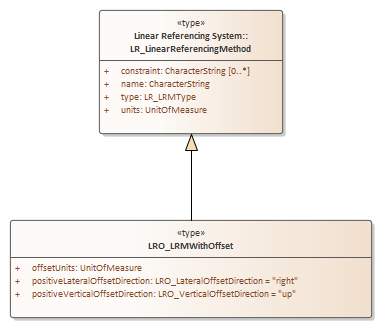 «type»
Linear Referencing System::
LR_LinearReferencingMethod
+ constraint: CharacterString [0..*]
+ name: CharacterString
+ type: LR_LRMType
+ units: UnitOfMeasure
«type»
LRO_LRMWithOffset
+ offsetUnits: UnitOfMeasure
+ positiveLateralOffsetDirection: LRO_LateralOffsetDirection = "right"
+ positiveVerticalOffsetDirection: LRO_VerticalOffsetDirection = "up"